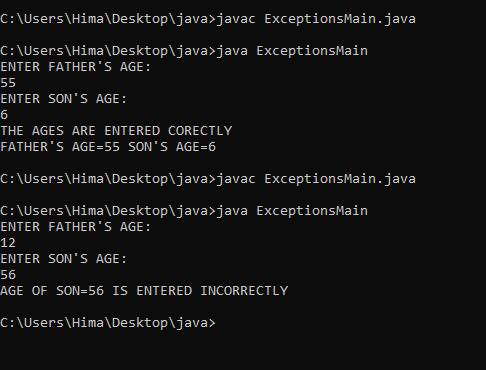 C:\Users\Hima\Desktop\java>javac ExceptionsMain.java
C:\Users\Hima\Desktop\java>java ExceptionsMain
ENTER FATHER'S AGE:
55
ENTER SON'S AGE:
6
THE AGES ARE ENTERED CORECTLY
FATHER'S AGE=55 SON'S AGE=6
C:\Users\Hima\Desktop\java>javac ExceptionsMain.java
C:\Users\Hima\Desktop\java>java ExceptionsMain
ENTER FATHER'S AGE:
12
ENTER SON'S AGE:
56
AGE OF SON=56 IS ENTERED INCORRECTLY
C:\Users\Hima\Desktop\java>